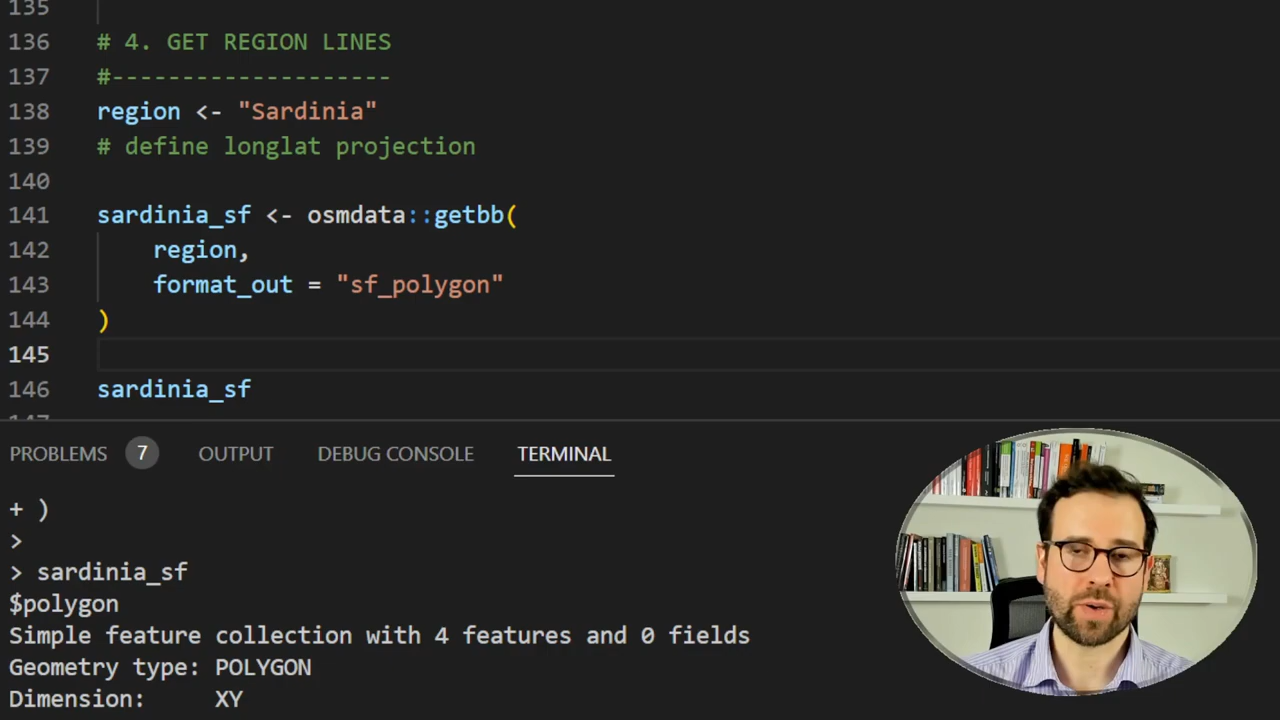 135
136 # 4. GET REGION LINES
137 #--------------------
138 region <- "Sardinia"
139 # define longlat projection
140
141 sardinia_sf <- osmdata::getbb(
142     region,
143     format_out = "sf_polygon"
144 )
145
146 sardinia_sf
147
PROBLEMS 7 OUTPUT DEBUG CONSOLE TERMINAL
+ )
>
> sardinia_sf
$polygon
Simple feature collection with 4 features and 0 fields
Geometry type: POLYGON
Dimension:     XY